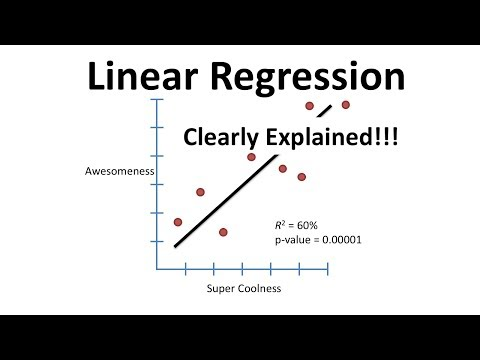 Linear Regression
Clearly Explained!!!
Awesomeness
R² = 60%
p-value = 0.00001
Super Coolness